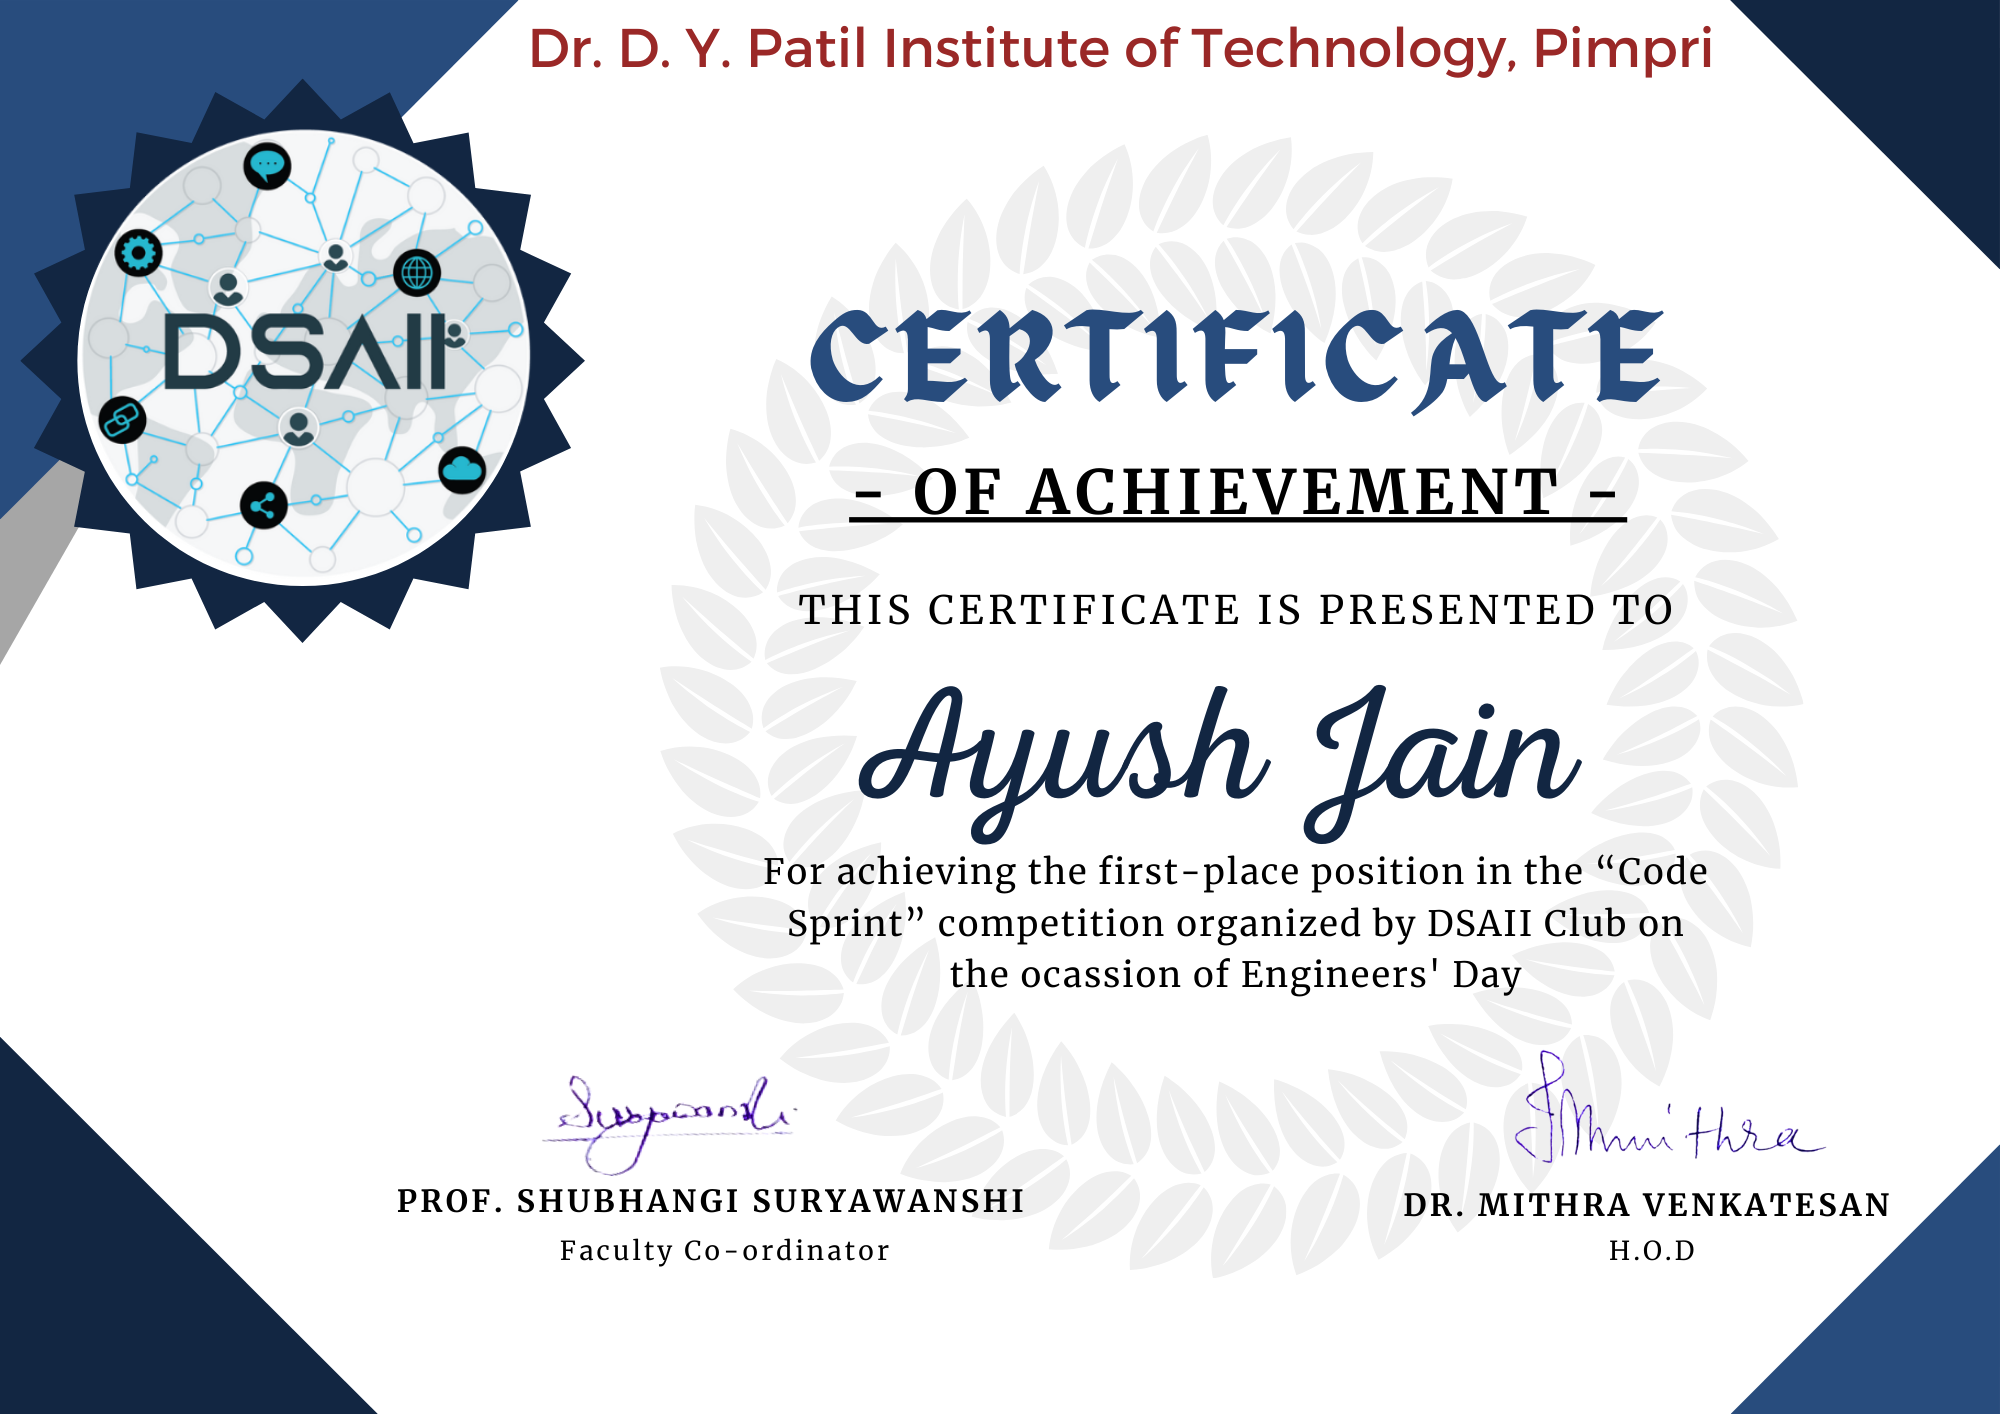 Dr. D. Y. Patil Institute of Technology, Pimpri
DSAII
CERTIFICATE
- OF ACHIEVEMENT -
THIS CERTIFICATE IS PRESENTED TO
Ayush Jain
For achieving the first-place position in the “Code
Sprint” competition organized by DSAII Club on
the ocassion of Engineers' Day
Suryawanshi
Mmithra
PROF. SHUBHANGI SURYAWANSHI
DR. MITHRA VENKATESAN
Faculty Co-ordinator
H.O.D